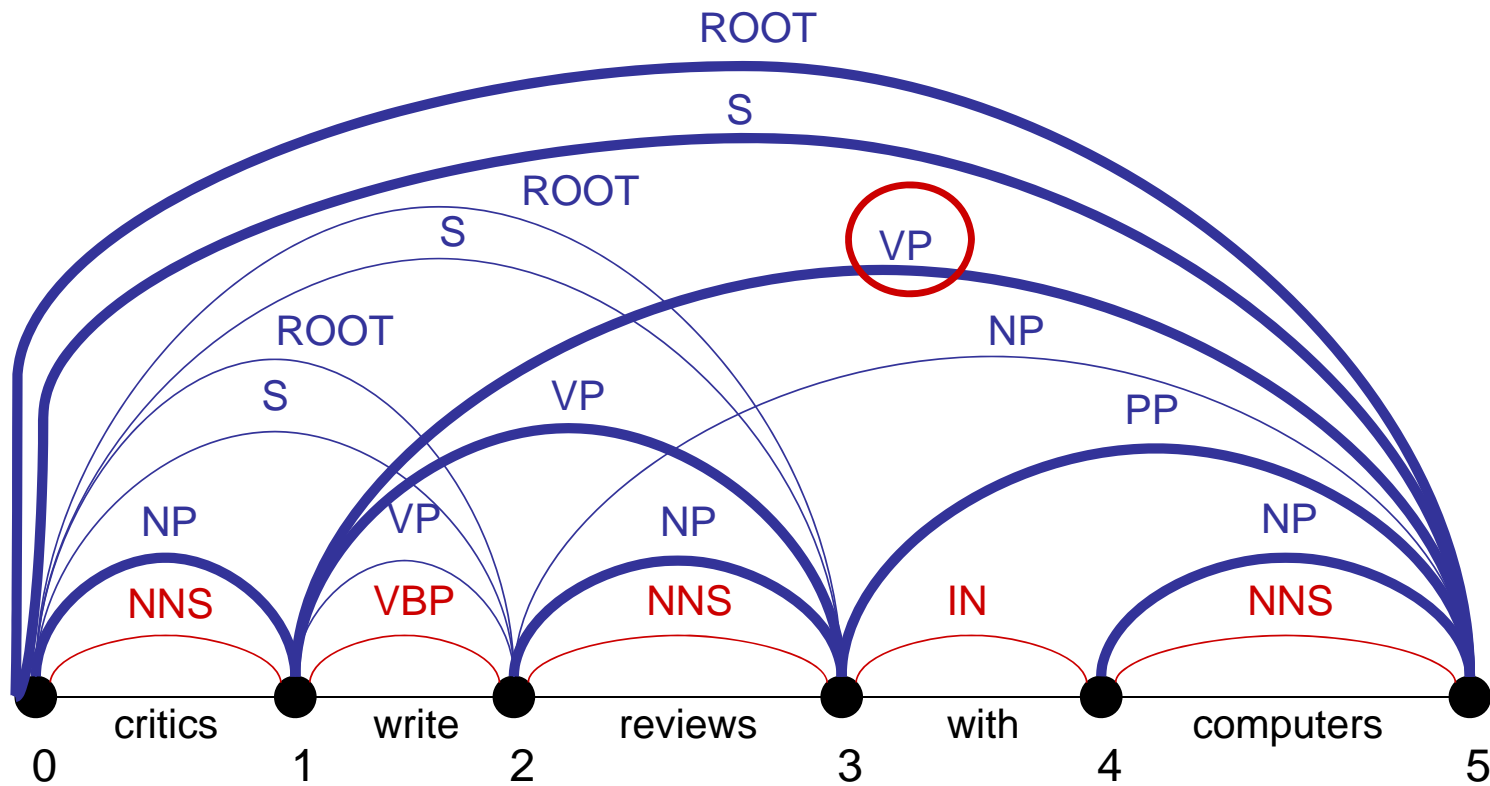 ROOT
S
ROOT
S
VP
ROOT
NP
S
VP
PP
NP
VP
NP
NP
NNS
VBP
NNS
IN
NNS
critics write reviews with computers
0 1 2 3 4 5